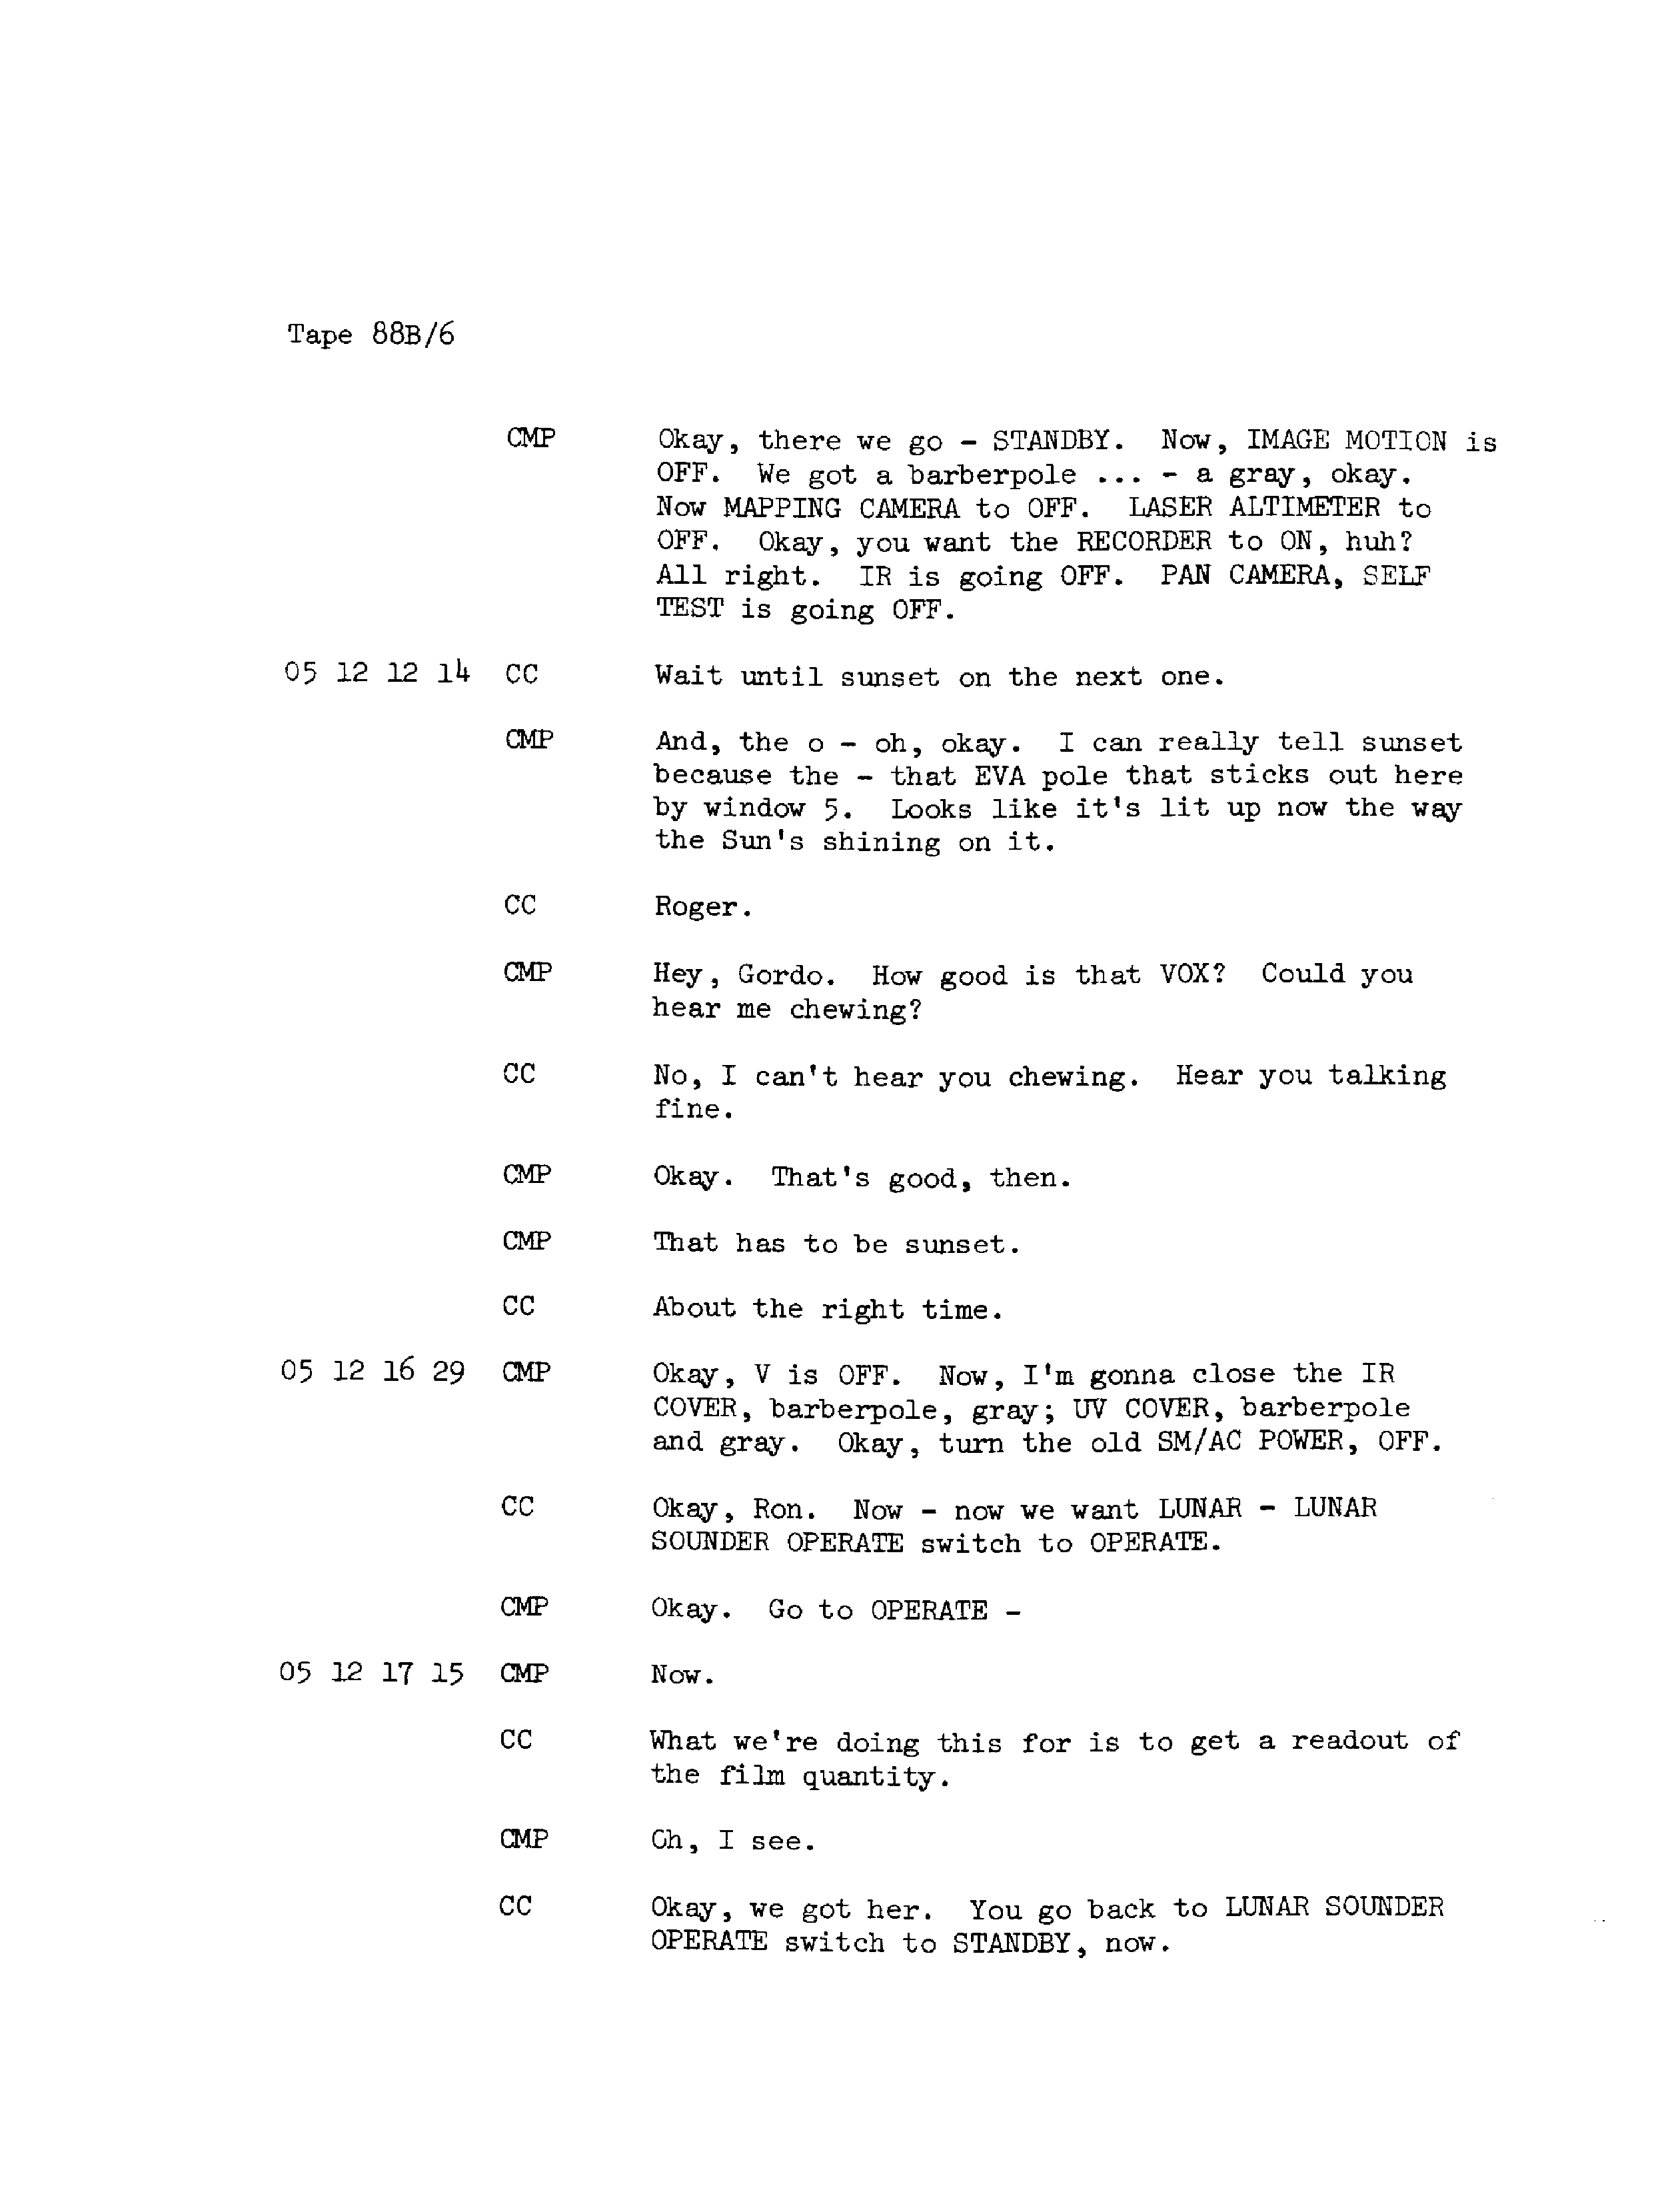 Tape 88B/6
CMP Okay, there we go - STANDBY. Now, IMAGE MOTION is
OFF. We got a barberpole ... - a gray, okay.
Now MAPPING CAMERA to OFF. LASER ALTIMETER to
OFF. Okay, you want the RECORDER to ON, huh?
All right. IR is going OFF. PAN CAMERA, SELF
TEST is going OFF.
05 12 12 14 CC Wait until sunset on the next one.
CMP And, the o - oh, okay. I can really tell sunset
because the - that EVA pole that sticks out here
by window 5. Looks like it's lit up now the way
the Sun's shining on it.
CC Roger.
CMP Hey, Gordo. How good is that VOX? Could you
hear me chewing?
CC No, I can't hear you chewing. Hear you talking
fine.
CMP Okay. That's good, then.
CMP That has to be sunset.
CC About the right time.
05 12 16 29 CMP Okay, V is OFF. Now, I'm gonna close the IR
COVER, barberpole, gray; UV COVER, barberpole
and gray. Okay, turn the old SM/AC POWER, OFF.
CC Okay, Ron. Now - now we want LUNAR - LUNAR
SOUNDER OPERATE switch to OPERATE.
CMP Okay. Go to OPERATE -
05 12 17 15 CMP Now.
CC What we're doing this for is to get a readout of
the film quantity.
CMP Oh, I see.
CC Okay, we got her. You go back to LUNAR SOUNDER
OPERATE switch to STANDBY, now.